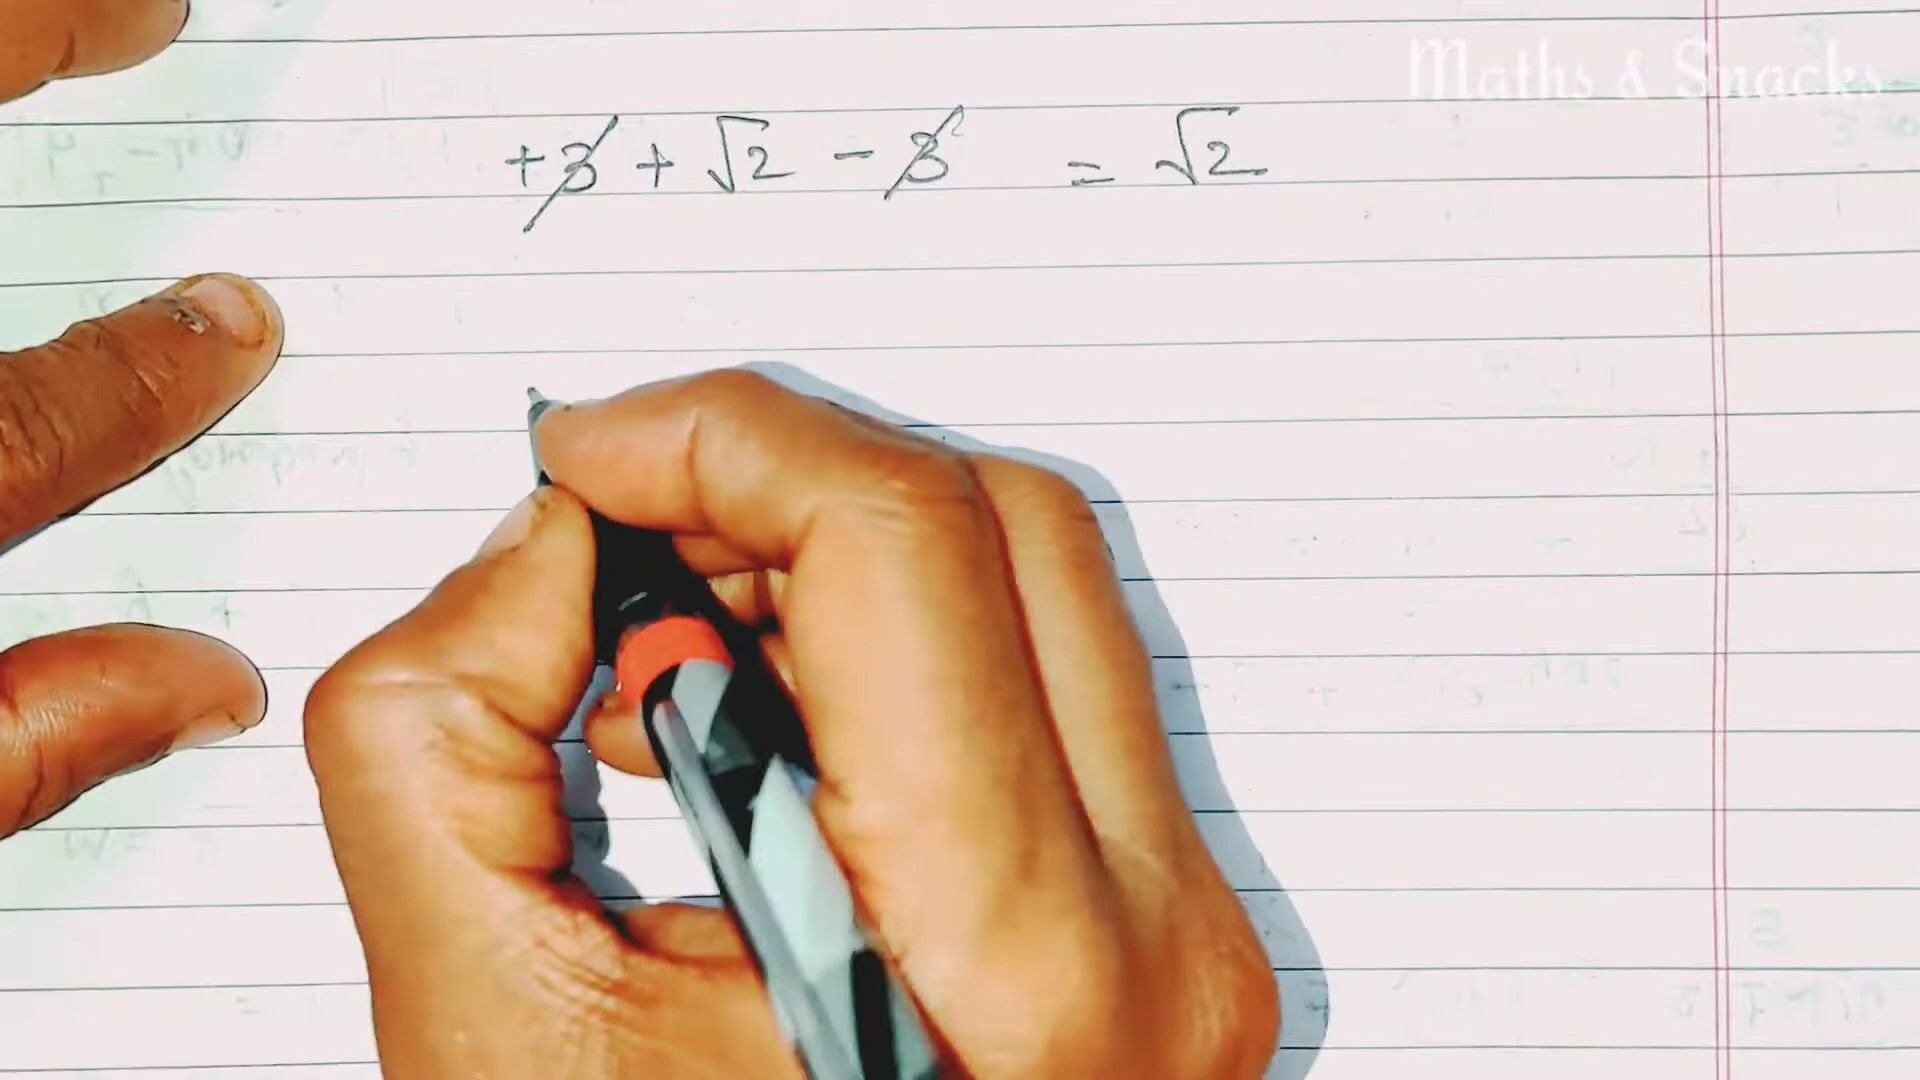 Maths & Snacks
+3 + √2 - 3 = √2